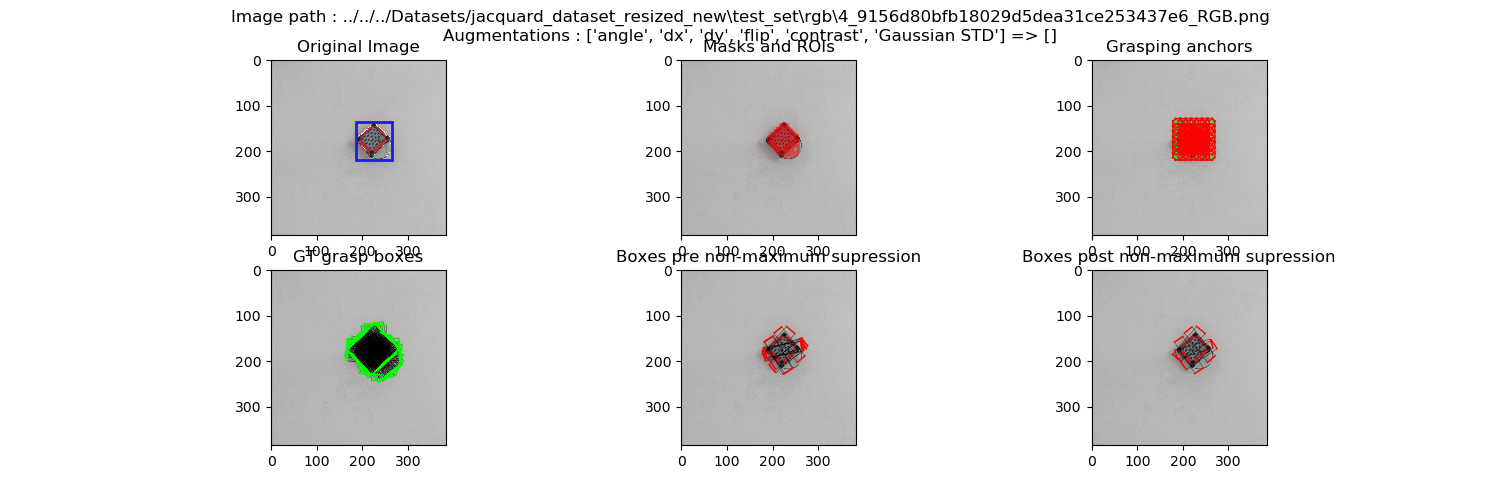 Image path : ../../../Datasets/jacquard_dataset_resized_new\test_set\rgb\4_9156d80bfb18029d5dea31ce253437e6_RGB.png
Augmentations : ['angle', 'dx', 'dy', 'flip', 'contrast', 'Gaussian STD'] => []
Original Image
Masks and ROIs
Grasping anchors
0
100
200
300
0 100 200 300
0
100
200
300
0 100 200 300
0
100
200
300
0 100 200 300
GT grasp boxes
Boxes pre non-maximum supression
Boxes post non-maximum supression
0
100
200
300
0 100 200 300
0
100
200
300
0 100 200 300
0
100
200
300
0 100 200 300